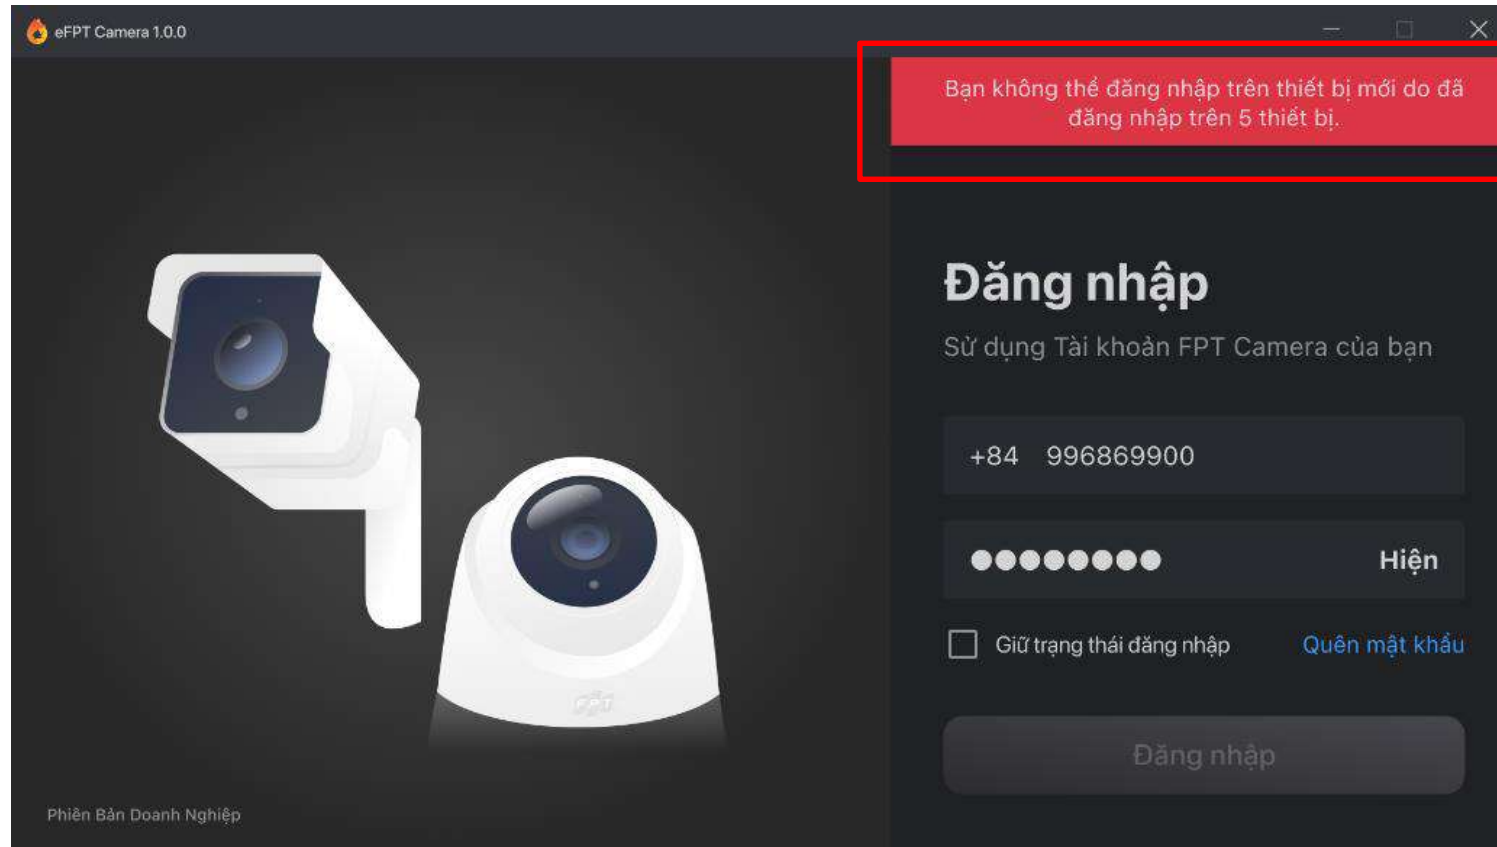 eFPT Camera 1.0.0
Bạn không thể đăng nhập trên thiết bị mới do đã
đăng nhập trên 5 thiết bị.
Đăng nhập
Sử dụng Tài khoản FPT Camera của bạn
+84 996869900
Hiện
Giữ trạng thái đăng nhập Quên mật khẩu
Đăng nhập
FPT
Phiên Bản Doanh Nghiệp